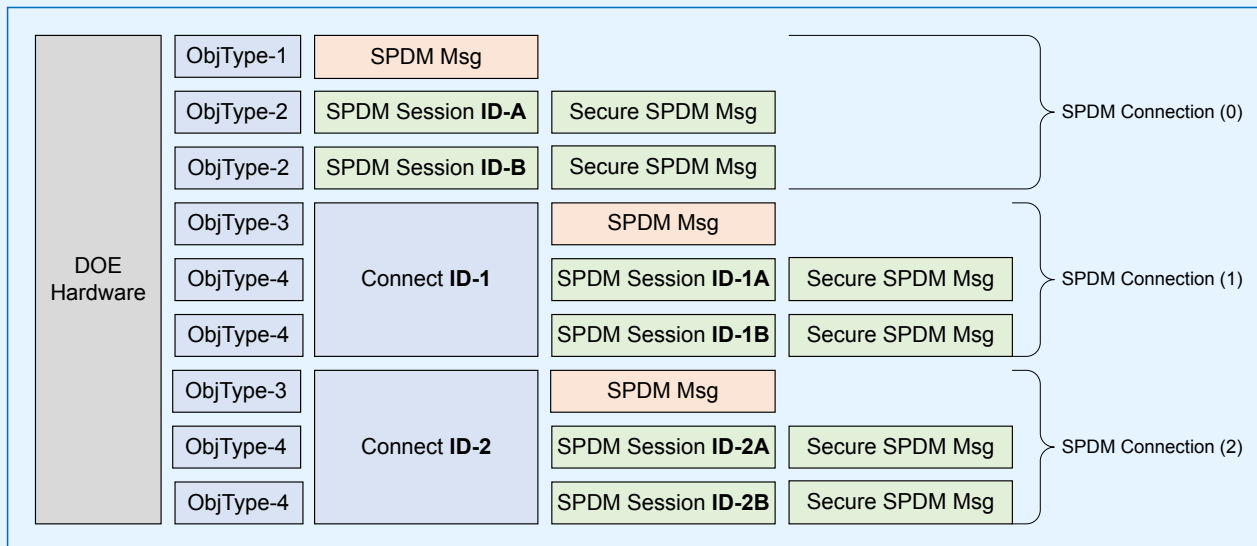 DOE
Hardware
ObjType-1
SPDM Msg
ObjType-2
SPDM Session ID-A
Secure SPDM Msg
ObjType-2
SPDM Session ID-B
Secure SPDM Msg
SPDM Connection (0)
ObjType-3
Connect ID-1
SPDM Msg
ObjType-4
SPDM Session ID-1A
Secure SPDM Msg
ObjType-4
SPDM Session ID-1B
Secure SPDM Msg
SPDM Connection (1)
ObjType-3
Connect ID-2
SPDM Msg
ObjType-4
SPDM Session ID-2A
Secure SPDM Msg
ObjType-4
SPDM Session ID-2B
Secure SPDM Msg
SPDM Connection (2)